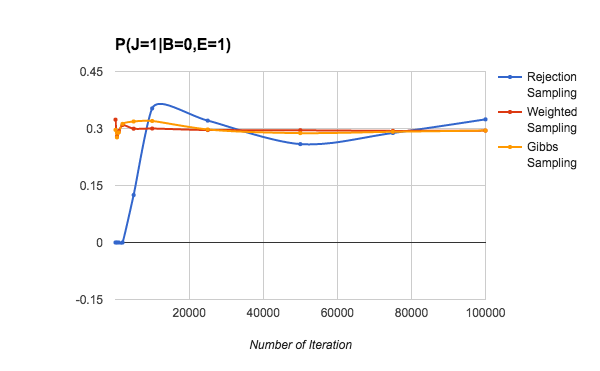 P(J=1|B=0,E=1)
0.45
0.3
0.15
0
-0.15
20000
40000
60000
80000
100000
Number of Iteration
Rejection
Sampling
Weighted
Sampling
Gibbs
Sampling